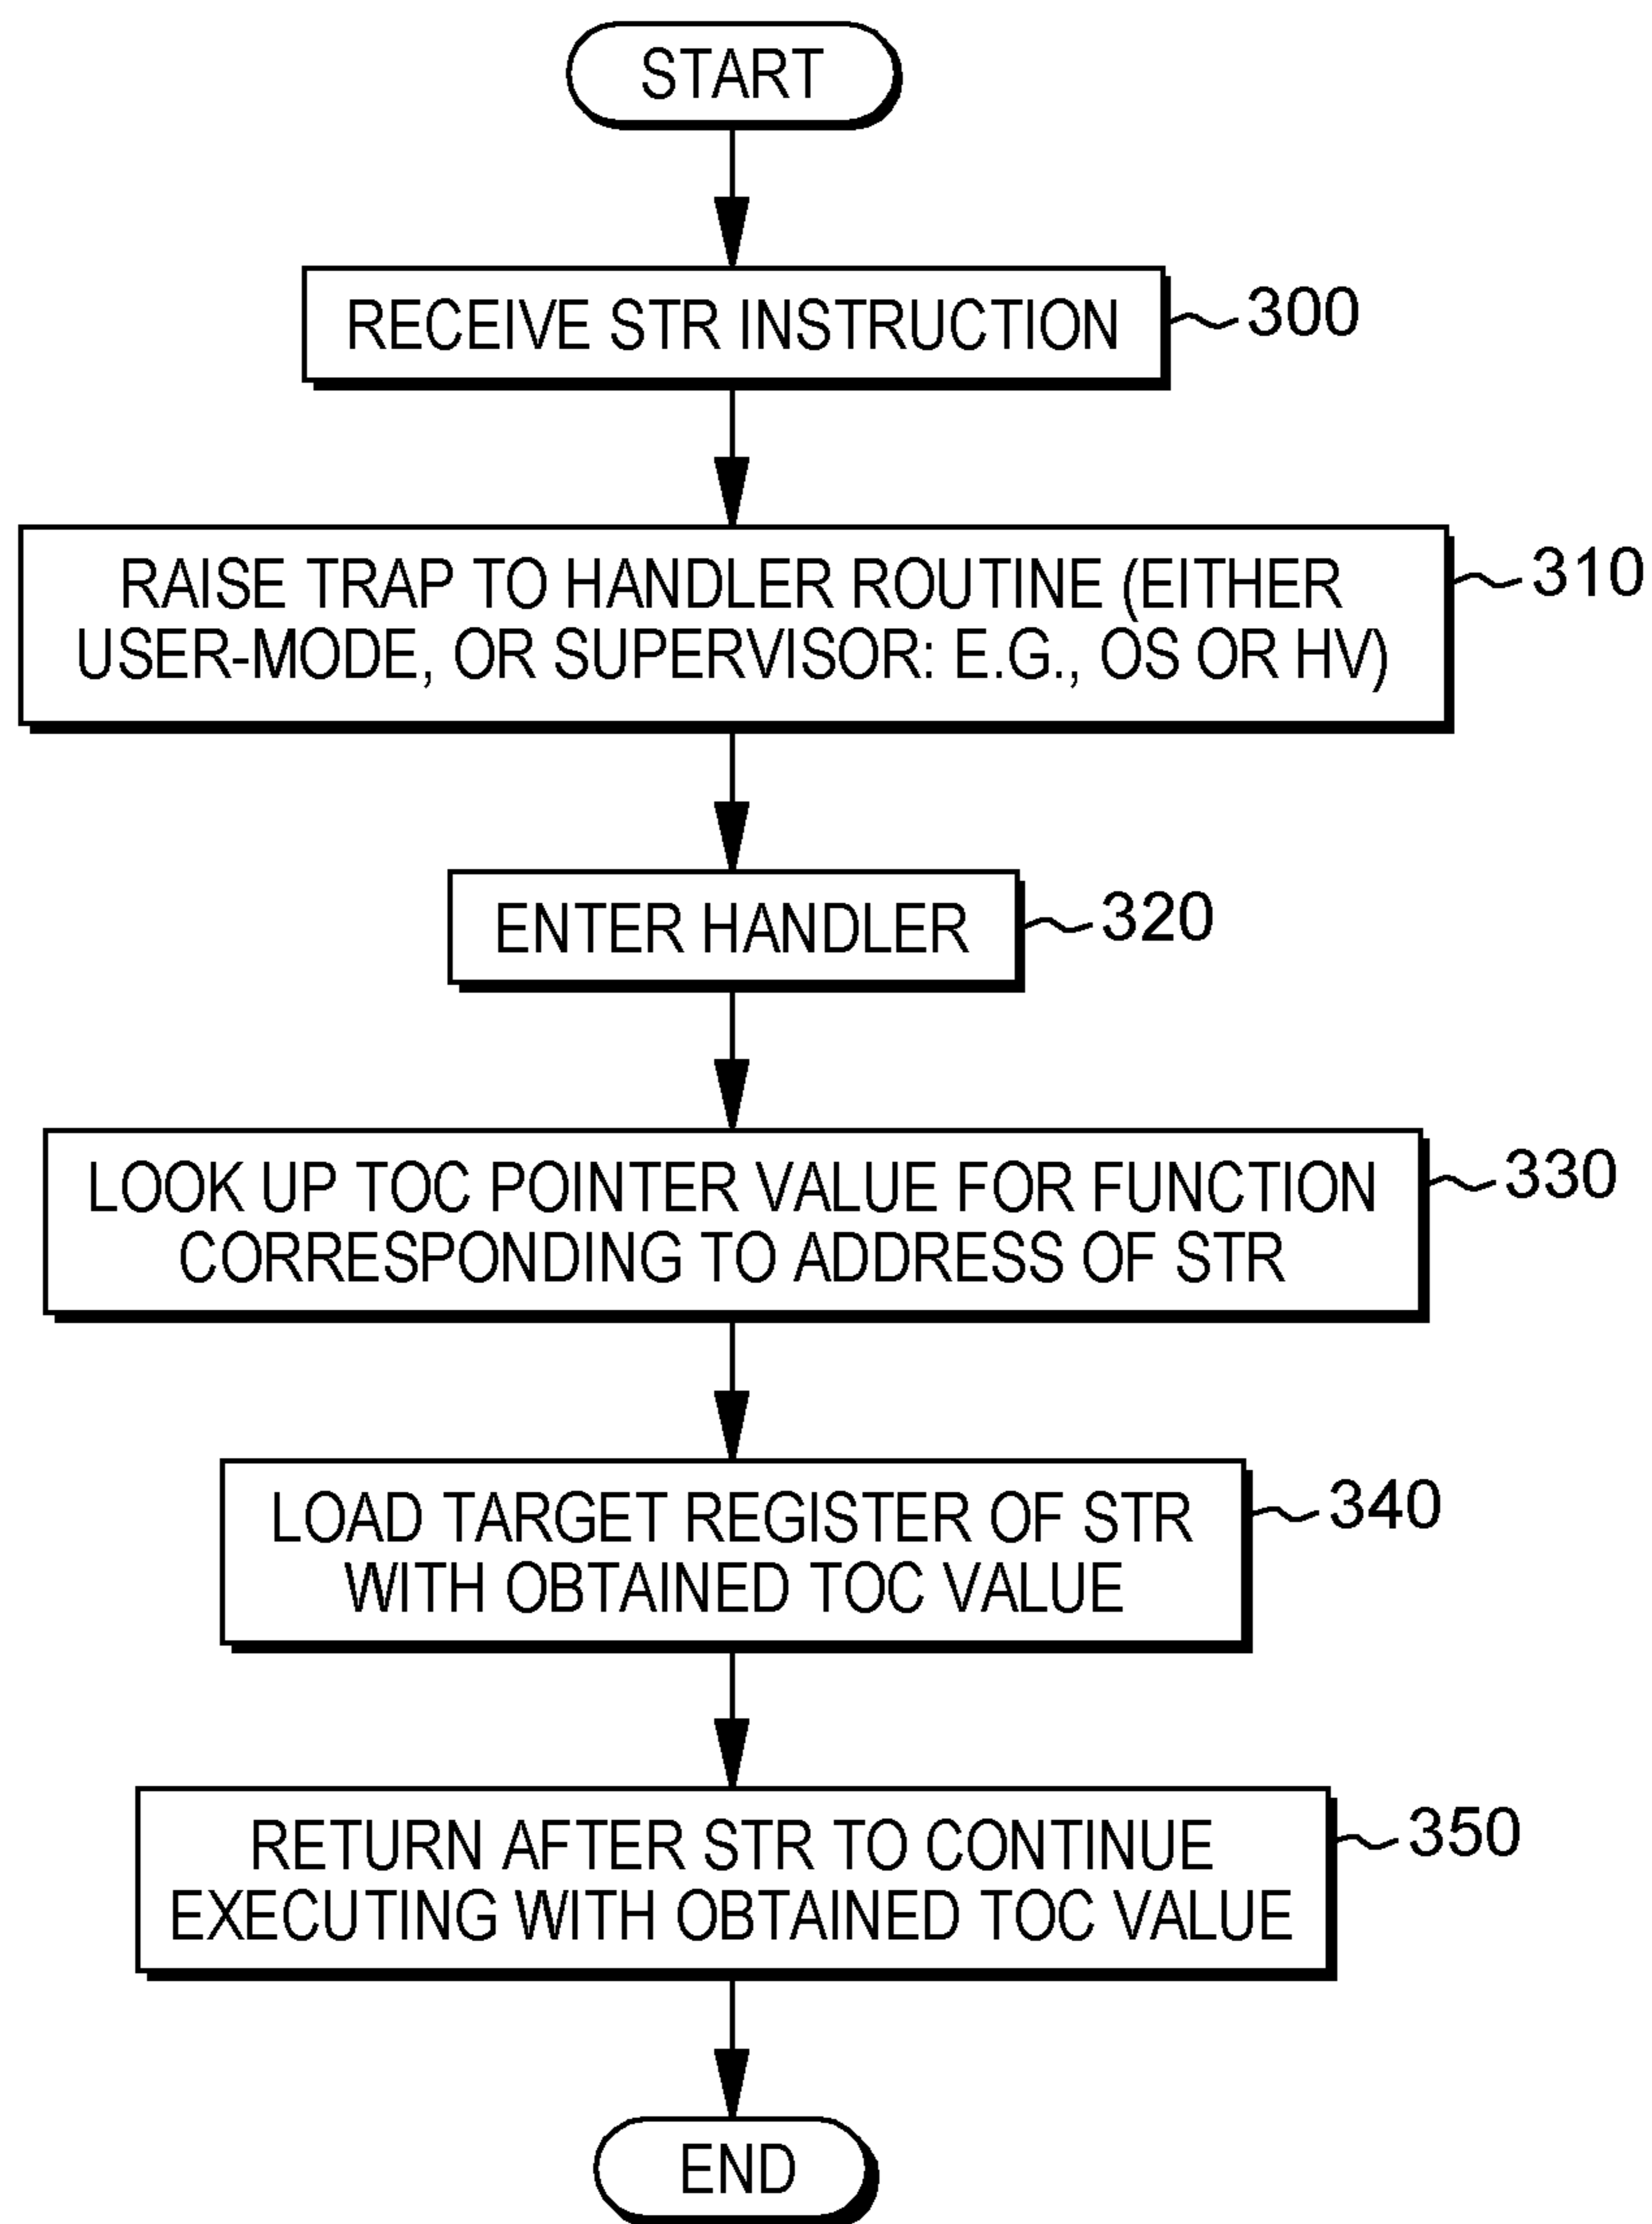 START
RECEIVE STR INSTRUCTION
300
RAISE TRAP TO HANDLER ROUTINE (EITHER
USER-MODE, OR SUPERVISOR: E.G., OS OR HV)
310
ENTER HANDLER
320
LOOK UP TOC POINTER VALUE FOR FUNCTION
CORRESPONDING TO ADDRESS OF STR
330
LOAD TARGET REGISTER OF STR
WITH OBTAINED TOC VALUE
340
RETURN AFTER STR TO CONTINUE
EXECUTING WITH OBTAINED TOC VALUE
350
END